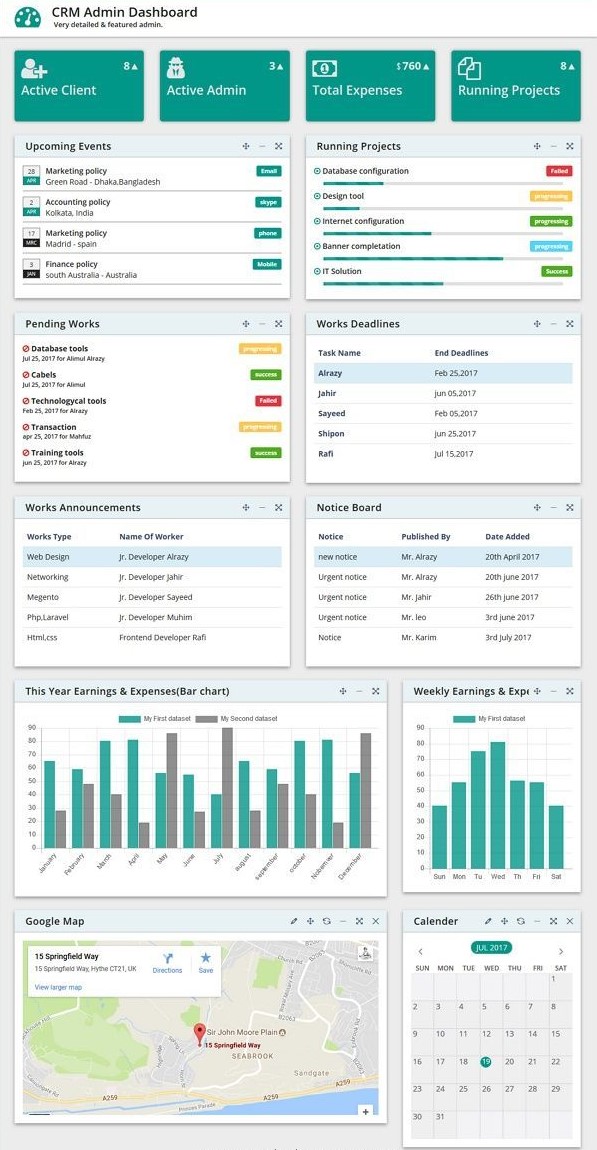 CRM Admin Dashboard
Very detailed & featured admin.
8
Active Client
3
Active Admin
$760
Total Expenses
8
Running Projects
Upcoming Events
28 APR Marketing policy Email
Green Road - Dhaka,Bangladesh
2 APR Accounting policy skype
Kolkata, India
17 MRC Marketing policy phone
Madrid - spain
3 JAN Finance policy Mobile
south Australia - Australia
Running Projects
Database configuration Failed
Design tool progressing
Internet configuration progressing
Banner completation progressing
IT Solution Success
Pending Works
Database tools progressing
Jul 25, 2017 for Alimul Alrazy
Cabels success
Jul 25, 2017 for Alimul
Technologycal tools Failed
Feb 25, 2017 for Alrazy
Transaction progressing
apr 25, 2017 for Mahfuz
Training tools success
jun 25, 2017 for Alrazy
Works Deadlines
Task Name End Deadlines
Alrazy Feb 25,2017
Jahir jun 05,2017
Sayeed Feb 05,2017
Shipon Jun 25,2017
Rafi Jul 15,2017
Works Announcements
Works Type Name Of Worker
Web Design Jr. Developer Alrazy
Networking Jr. Developer Jahir
Megento Jr. Developer Sayeed
Php,Laravel Jr. Developer Muhim
Html,css Frontend Developer Rafi
Notice Board
Notice Published By Date Added
new notice Mr. Alrazy 20th April 2017
Urgent notice Mr. Alrazy 20th june 2017
Urgent notice Mr. Jahir 26th june 2017
Urgent notice Mr. leo 3rd june 2017
Notice Mr. Karim 3rd July 2017
This Year Earnings & Expenses(Bar chart)
My First dataset My Second dataset
90
80
70
60
50
40
30
20
10
0
January February March April May June July august september october Nobember December
Weekly Earnings & Expe
My First dataset
90
80
70
60
50
40
30
20
10
0
Sun Mon Tu Wed Th Fri Sat
Google Map
15 Springfield Way
15 Springfield Way, Hythe CT21, UK
Directions Save
View larger map
Church Rd
B2063
Sir John Moore Plain
15 Springfield Way
SEABROOK
Sandgate
B2063
A259
A259
A259
Princes Parade
Calender
JUL 2017
SUN MON TUE WED THU FRI SAT
1
2 3 4 5 6 7 8
9 10 11 12 13 14 15
16 17 18 19 20 21 22
23 24 25 26 27 28 29
30 31